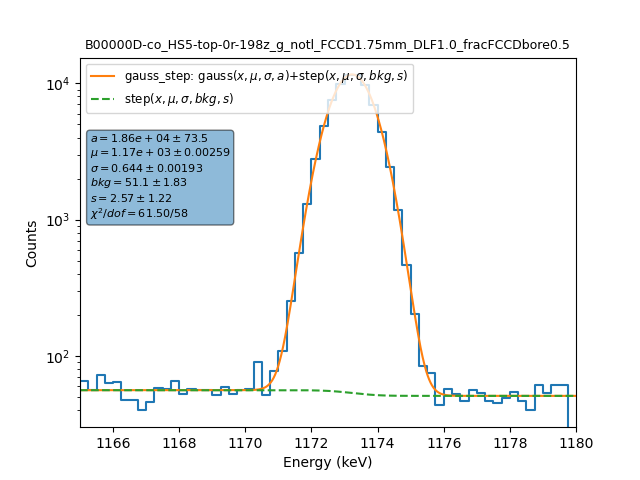 B00000D-co_HS5-top-0r-198z_g_notl_FCCD1.75mm_DLF1.0_fracFCCDbore0.5
gauss_step: gauss(x, μ, σ, a)+step(x, μ, σ, bkg, s)
step(x, μ, σ, bkg, s)
a = 1.86e + 04 ± 73.5
μ = 1.17e + 03 ± 0.00259
σ = 0.644 ± 0.00193
bkg = 51.1 ± 1.83
s = 2.57 ± 1.22
χ²/dof = 61.50/58
Counts
10⁴
10³
10²
1166 1168 1170 1172 1174 1176 1178 1180
Energy (keV)